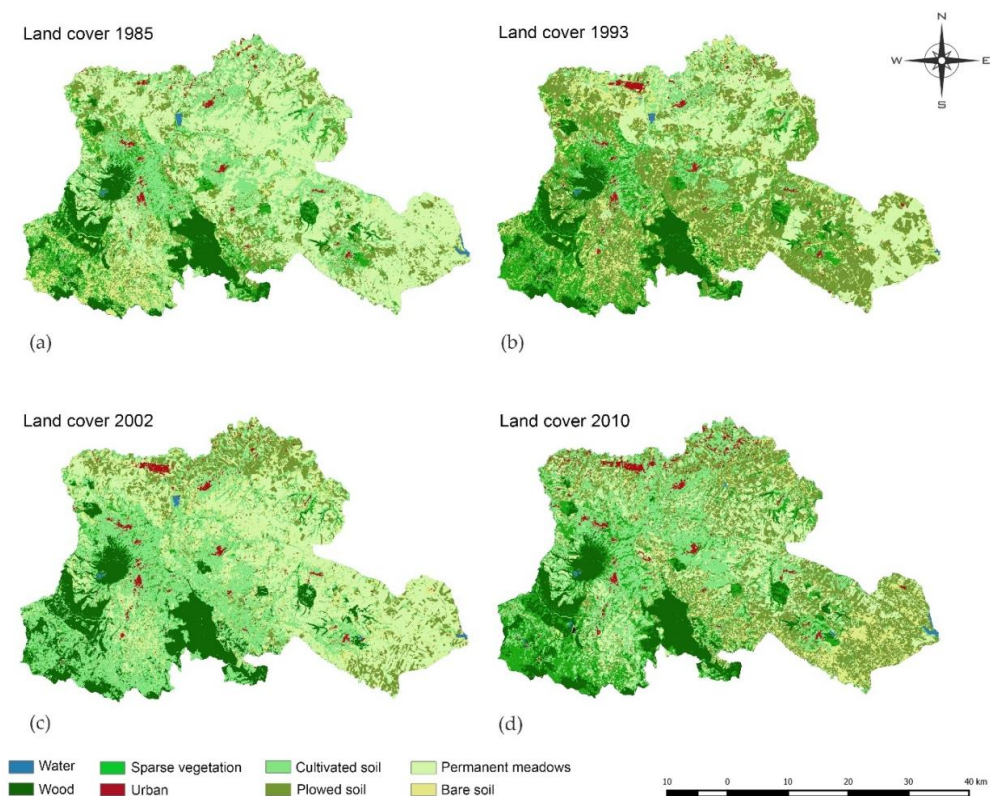 Land cover 1985
Land cover 1993
N
W E
S
(a)
(b)
Land cover 2002
Land cover 2010
(c)
(d)
Water Sparse vegetation Cultivated soil Permanent meadows
Wood Urban Plowed soil Bare soil
10 0 10 20 30 40 km